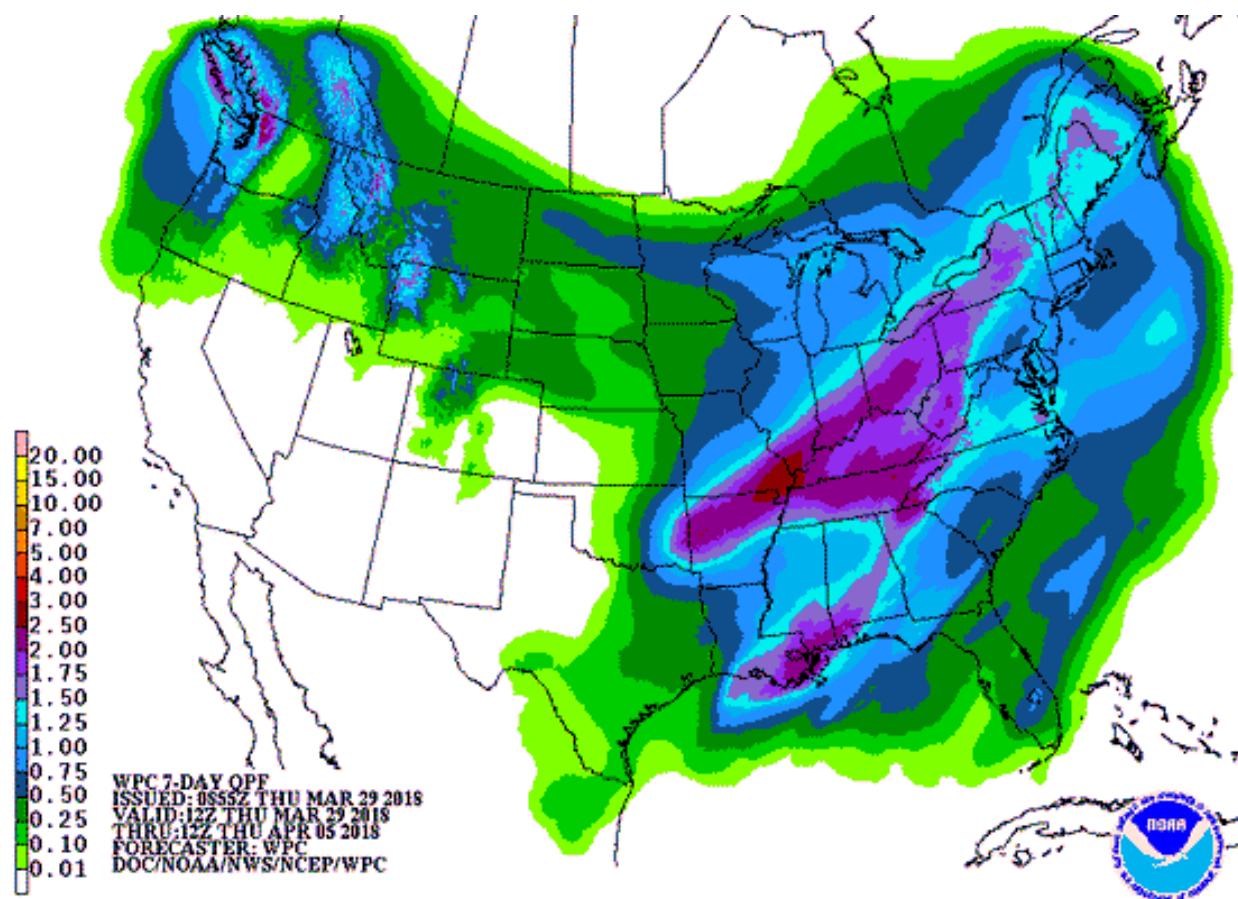 20.00
15.00
10.00
7.00
5.00
4.00
3.00
2.50
2.00
1.75
1.50
1.25
1.00
0.75
0.50
0.25
0.10
0.01
WPC 7-DAY QPF
ISSUED: 0855Z THU MAR 29 2018
VALID:12Z THU MAR 29 2018
THRU:12Z THU APR 05 2018
FORECASTER: WPC
DOC/NOAA/NWS/NCEP/WPC
NOAA